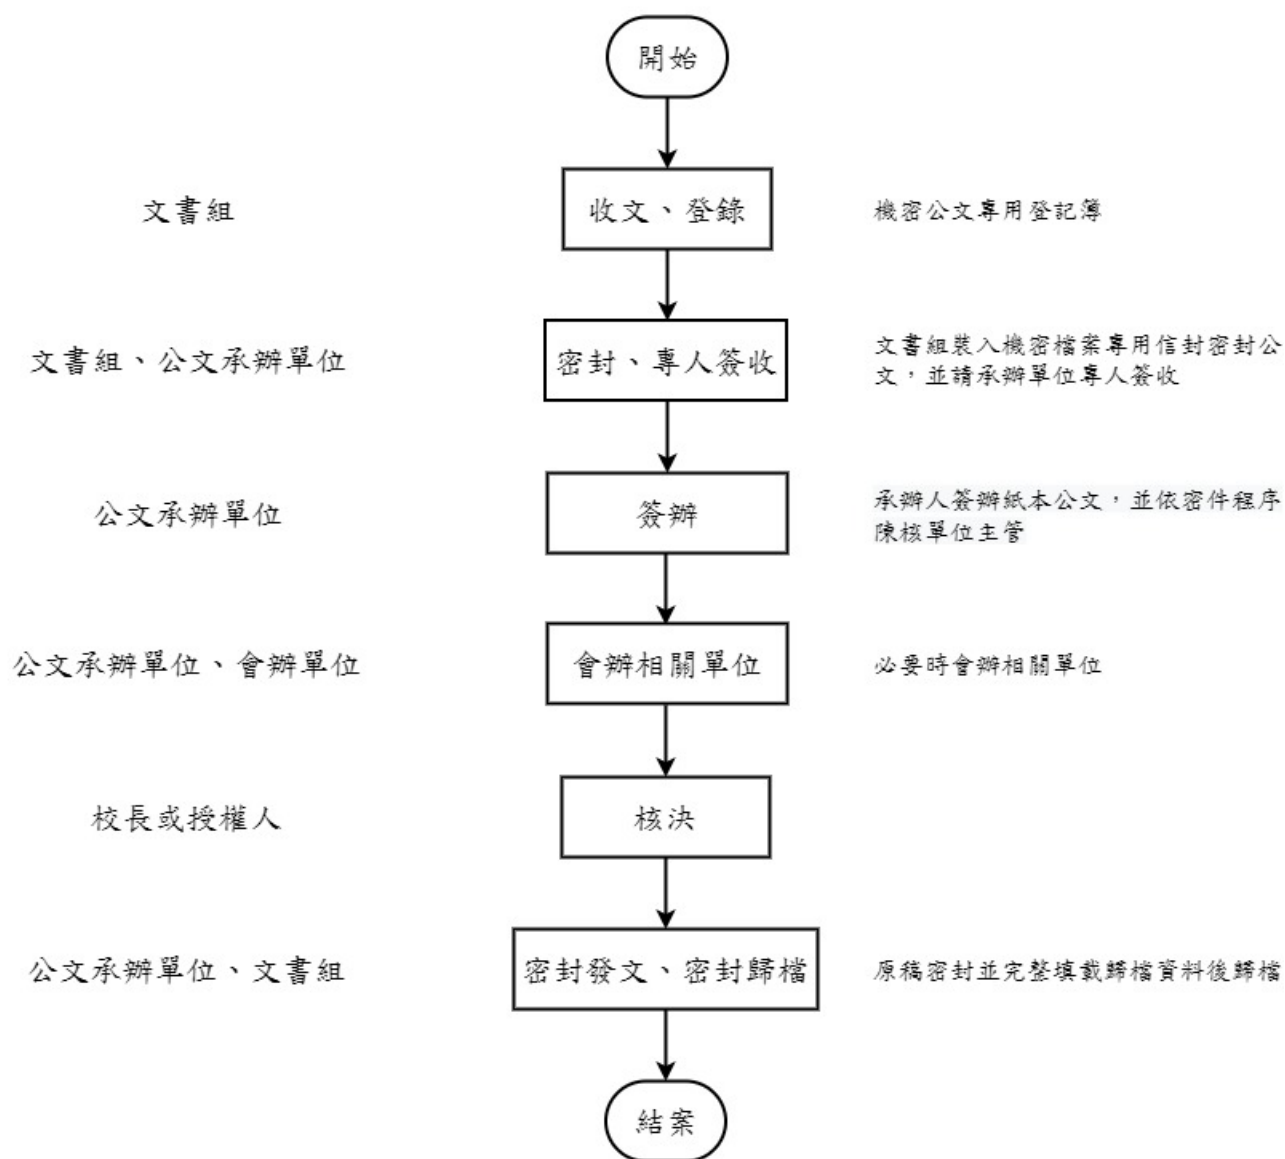 開始
文書組
收文、登錄
機密公文專用登記簿
文書組、公文承辦單位
密封、專人簽收
文書組裝入機密檔案專用信封密封公
文，並請承辦單位專人簽收
公文承辦單位
簽辦
承辦人簽辦紙本公文，並依密件程序
陳核單位主管
公文承辦單位、會辦單位
會辦相關單位
必要時會辦相關單位
校長或授權人
核決
公文承辦單位、文書組
密封發文、密封歸檔
原稿密封並完整填載歸檔資料後歸檔
結案